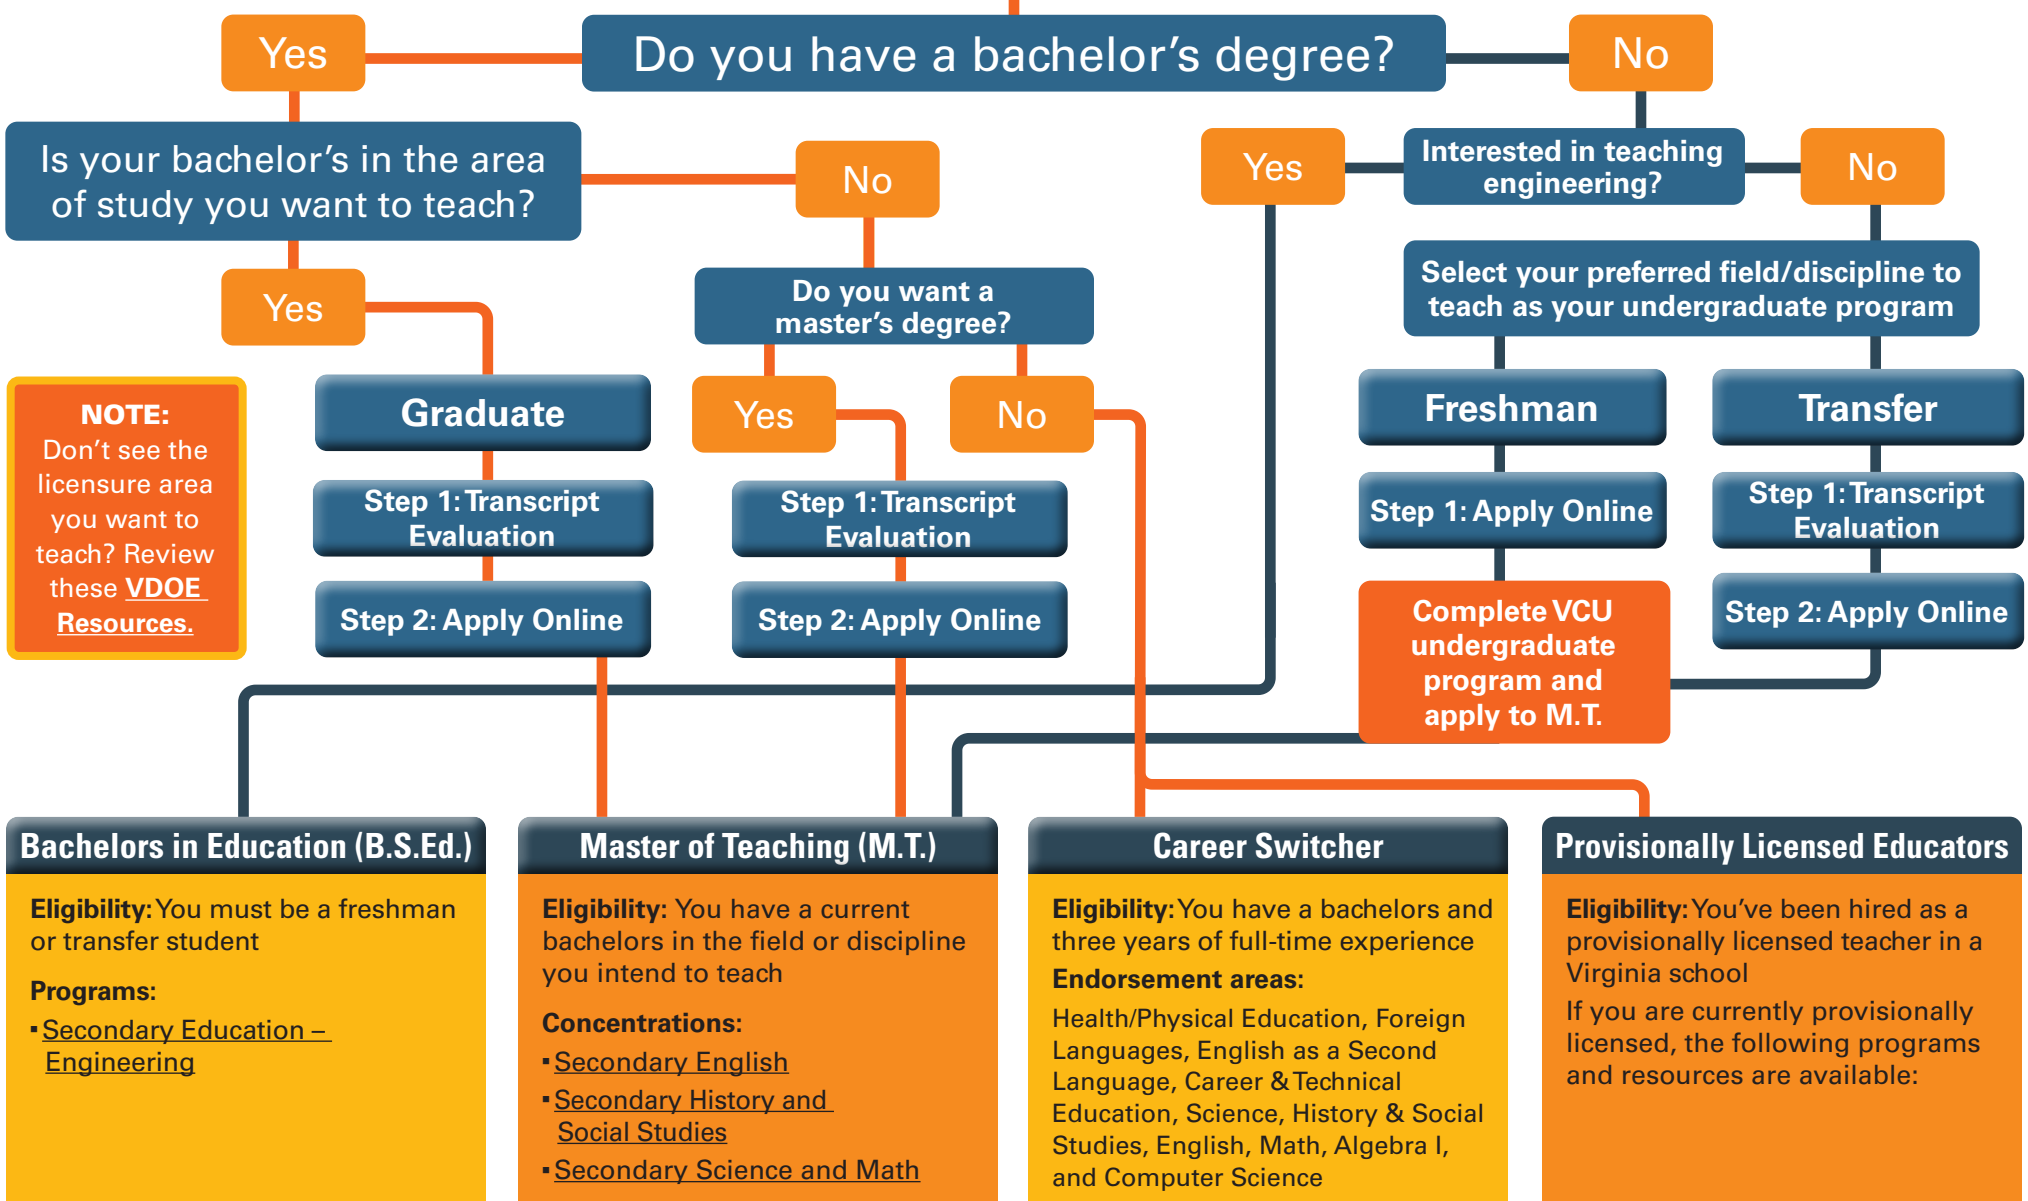 Do you have a bachelor's degree?
Yes
No
Is your bachelor's in the area
of study you want to teach?
No
Yes
Interested in teaching
engineering?
No
Yes
Do you want a
master's degree?
Select your preferred field/discipline to
teach as your undergraduate program
NOTE:
Don't see the
licensure area
you want to
teach? Review
these VDOE
Resources.
Graduate
Step 1: Transcript
Evaluation
Step 2: Apply Online
Yes
No
Step 1: Transcript
Evaluation
Step 2: Apply Online
Freshman
Step 1: Apply Online
Complete VCU
undergraduate
program and
apply to M.T.
Transfer
Step 1: Transcript
Evaluation
Step 2: Apply Online
Bachelors in Education (B.S.Ed.)
Eligibility: You must be a freshman
or transfer student
Programs:
▪ Secondary Education –
Engineering
Master of Teaching (M.T.)
Eligibility: You have a current
bachelors in the field or discipline
you intend to teach
Concentrations:
▪ Secondary English
▪ Secondary History and
Social Studies
▪ Secondary Science and Math
Career Switcher
Eligibility: You have a bachelors and
three years of full-time experience
Endorsement areas:
Health/Physical Education, Foreign
Languages, English as a Second
Language, Career & Technical
Education, Science, History & Social
Studies, English, Math, Algebra I,
and Computer Science
Provisionally Licensed Educators
Eligibility: You've been hired as a
provisionally licensed teacher in a
Virginia school
If you are currently provisionally
licensed, the following programs
and resources are available: